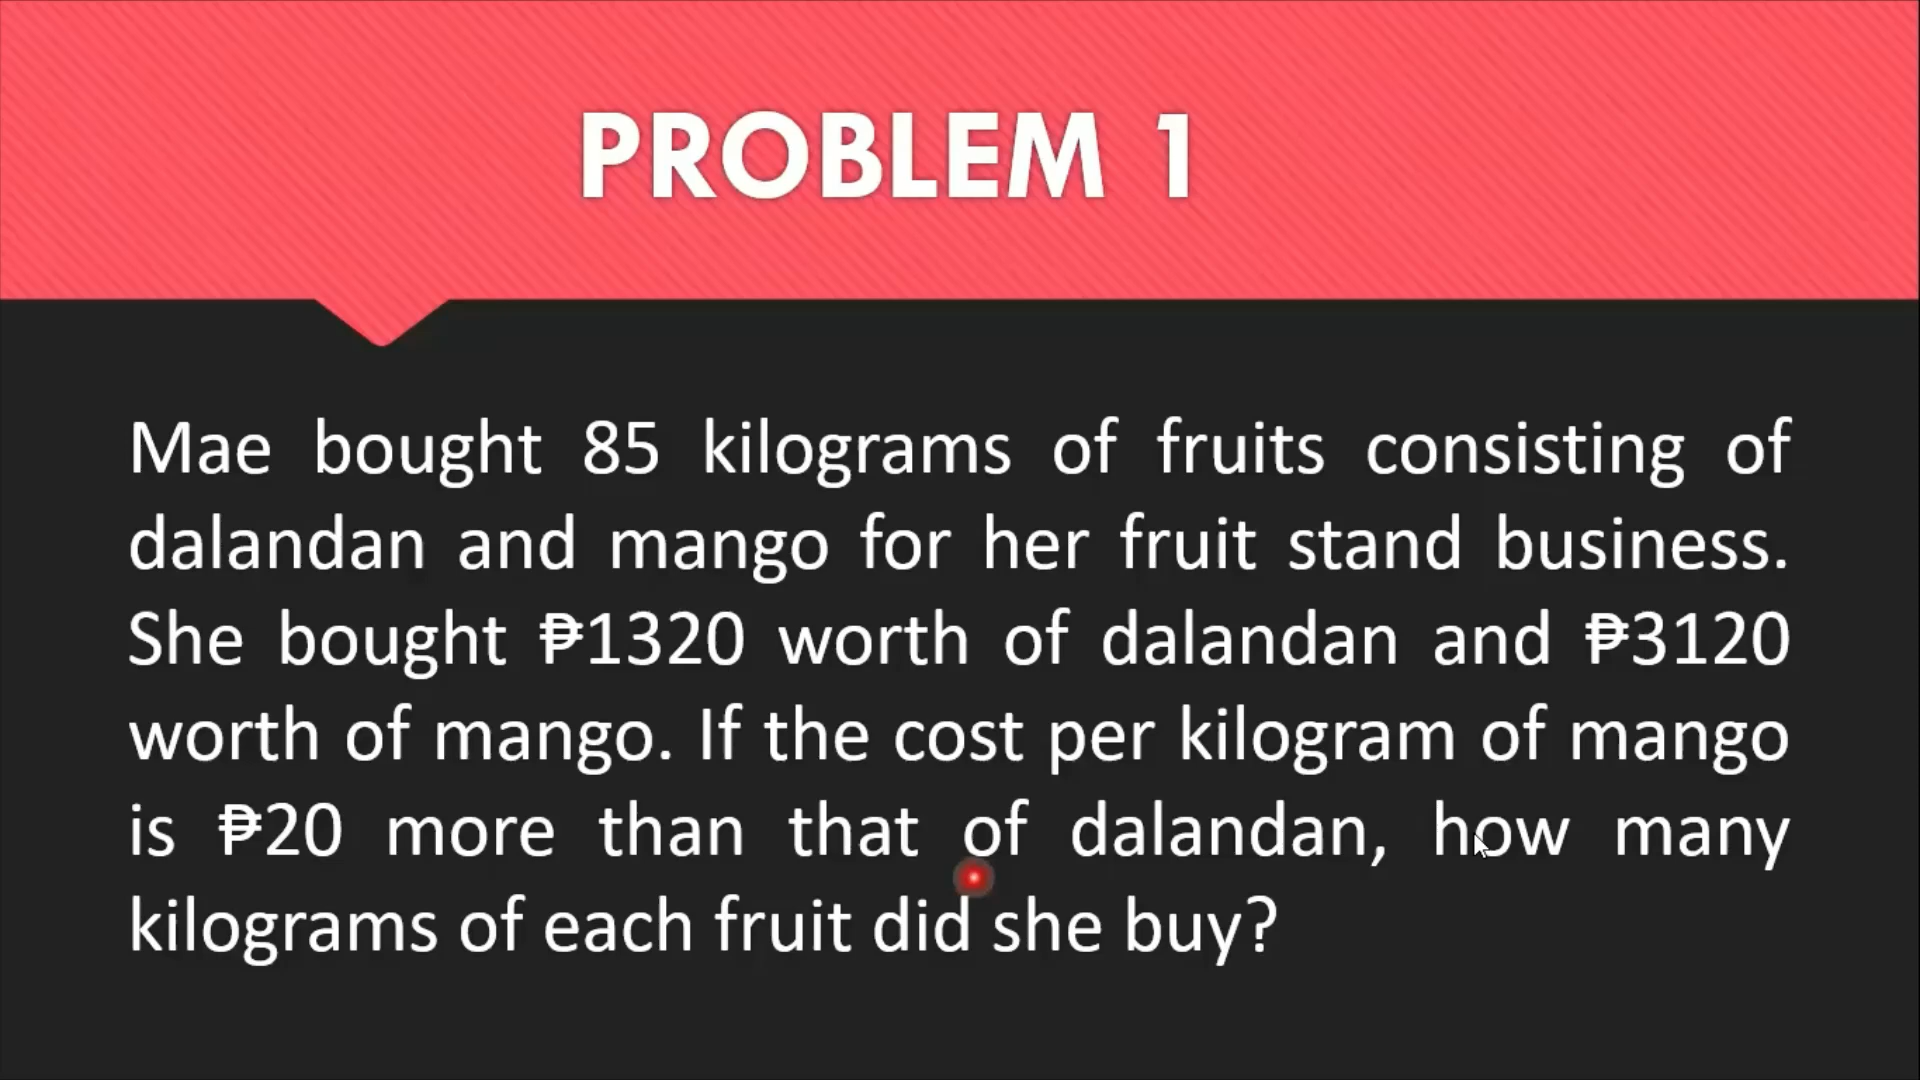 PROBLEM 1
Mae bought 85 kilograms of fruits consisting of
dalandan and mango for her fruit stand business.
She bought ₱1320 worth of dalandan and ₱3120
worth of mango. If the cost per kilogram of mango
is ₱20 more than that of dalandan, how many
kilograms of each fruit did she buy?